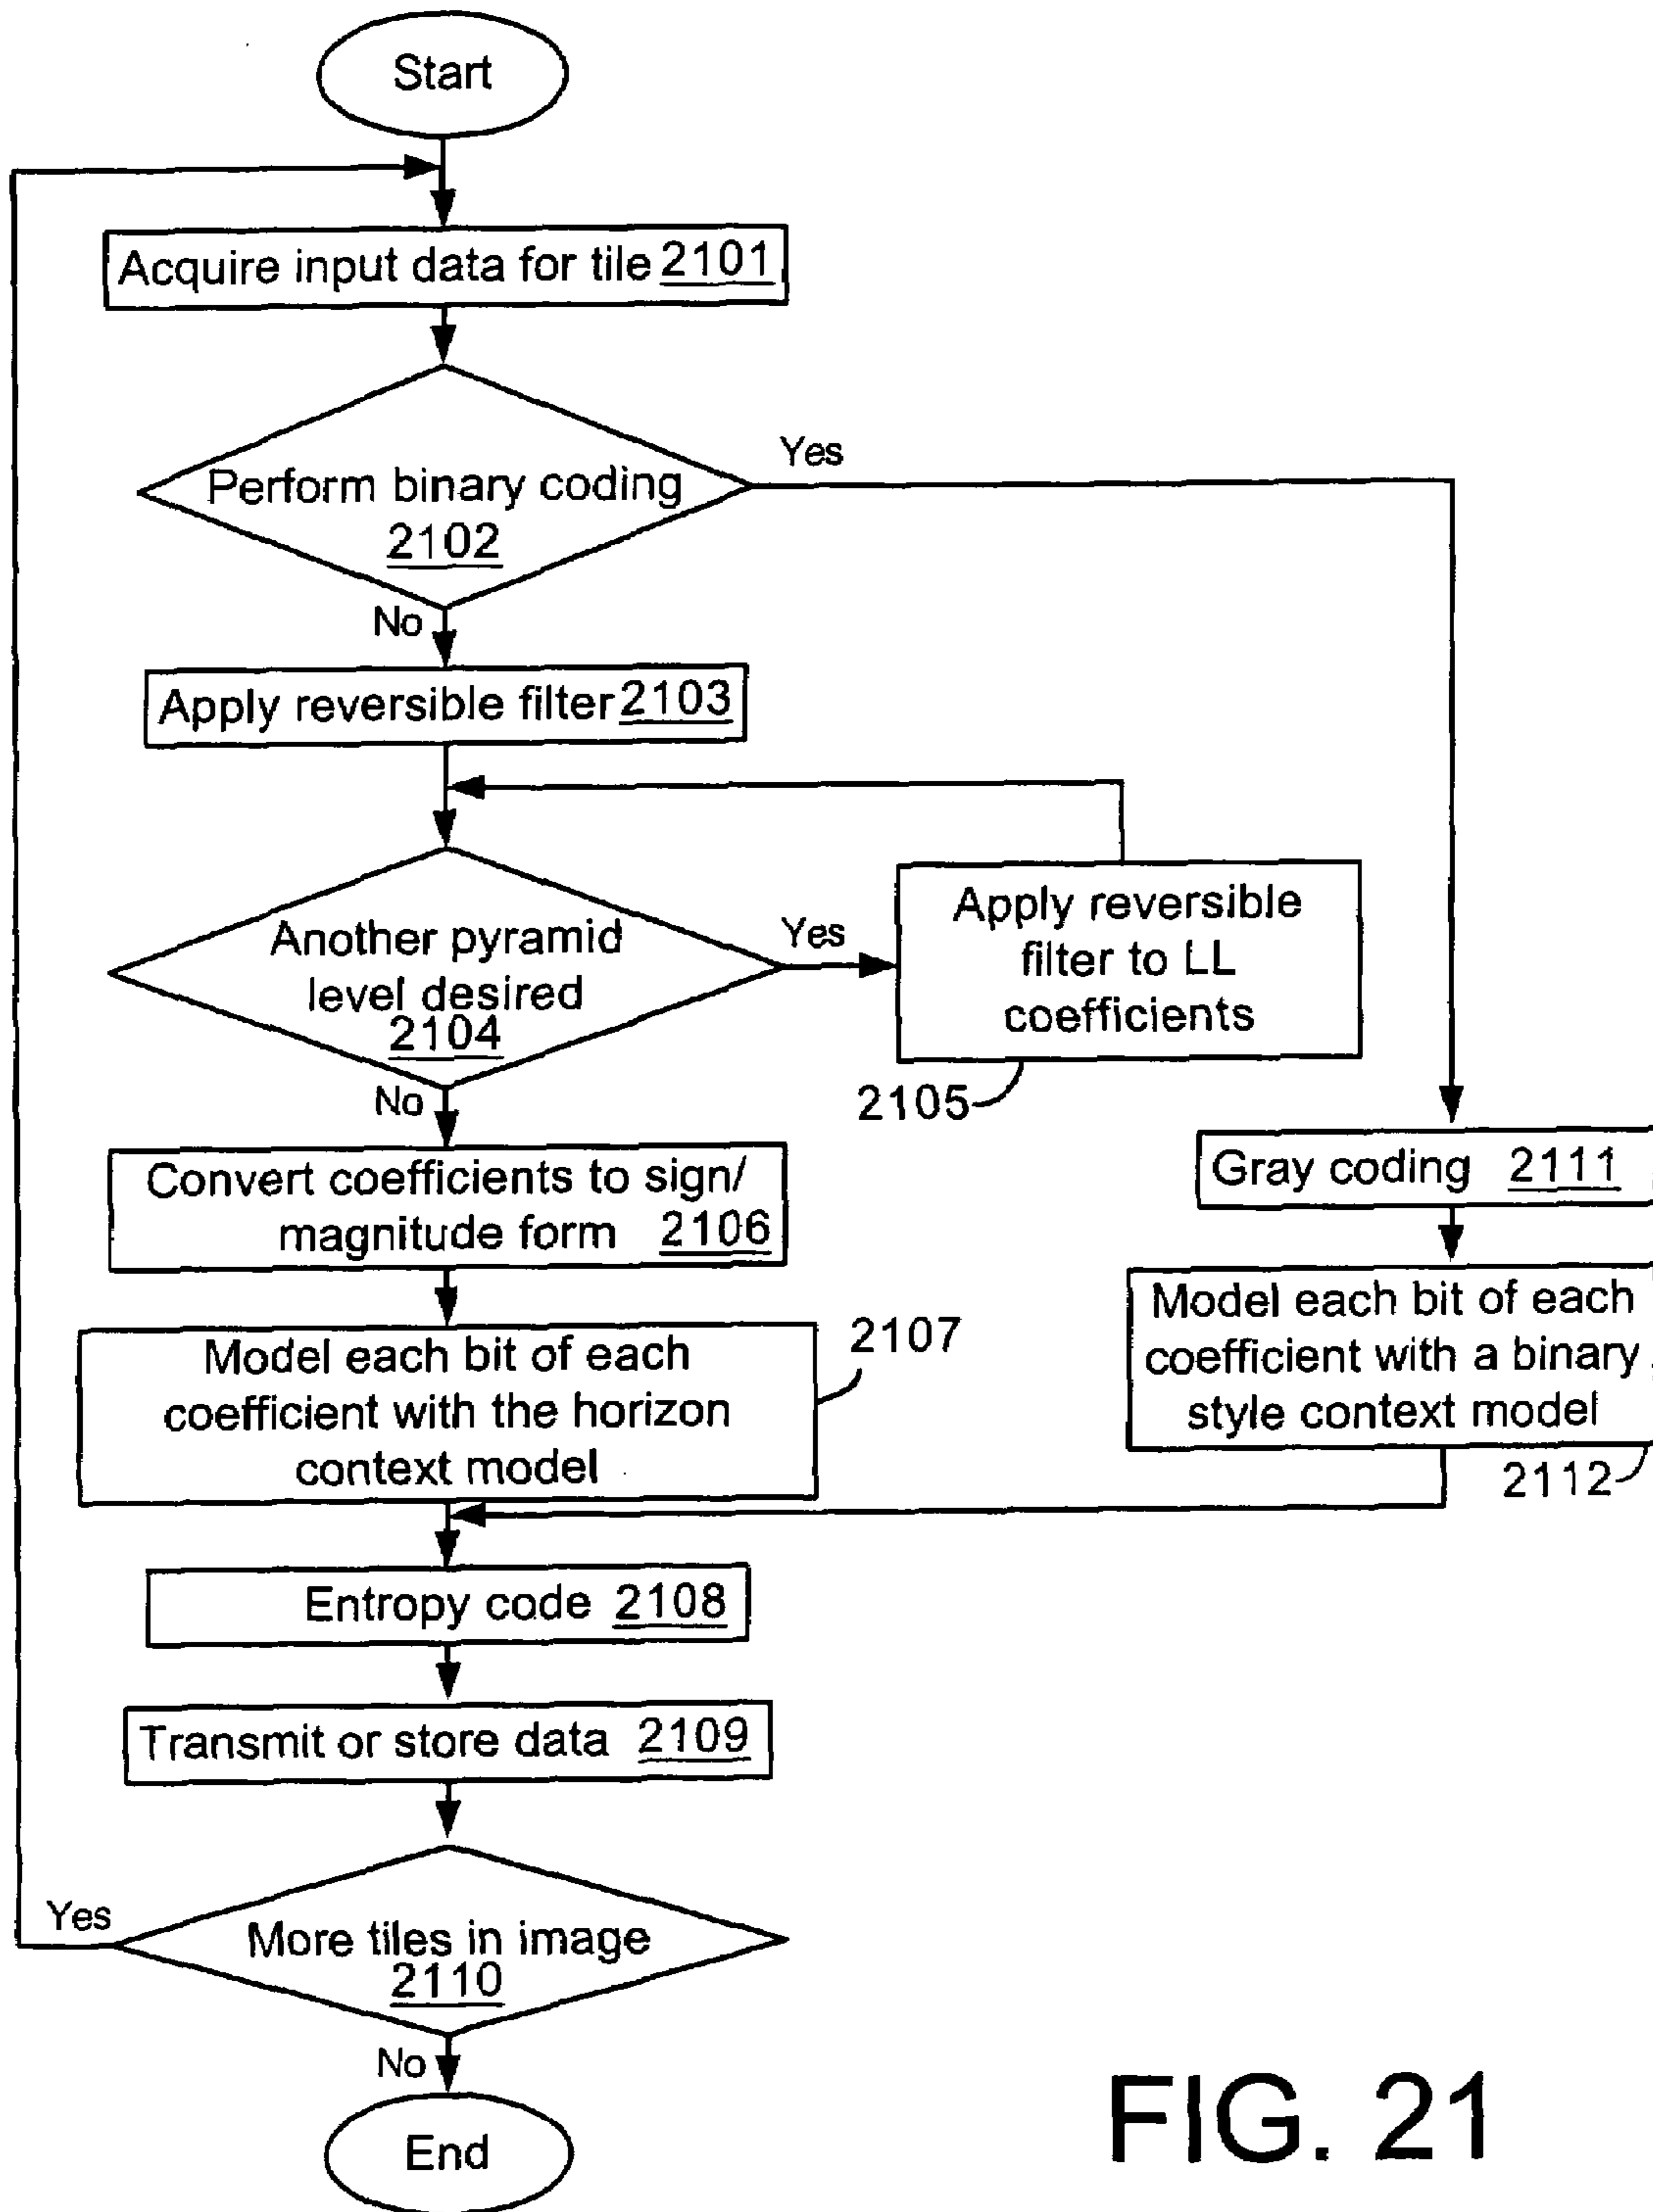 Start
Acquire input data for tile 2101
Perform binary coding
2102
Yes
No
Apply reversible filter 2103
Another pyramid
level desired
2104
Yes
Apply reversible
filter to LL
coefficients
2105
No
Convert coefficients to sign/
magnitude form 2106
Gray coding 2111
Model each bit of each
coefficient with the horizon
context model
2107
Model each bit of each
coefficient with a binary
style context model
2112
Entropy code 2108
Transmit or store data 2109
More tiles in image
2110
Yes
No
End
FIG. 21